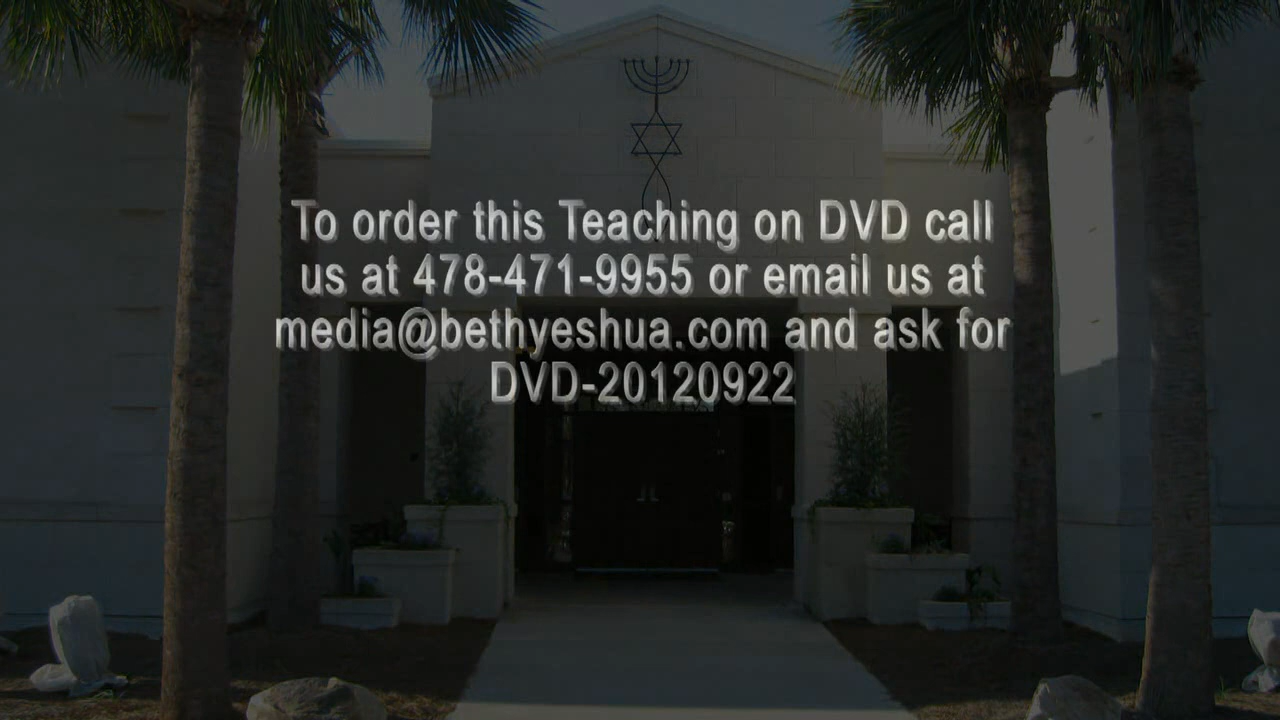 To order this Teaching on DVD call
us at 478-471-9955 or email us at
media@bethyeshua.com and ask for
DVD-20120922